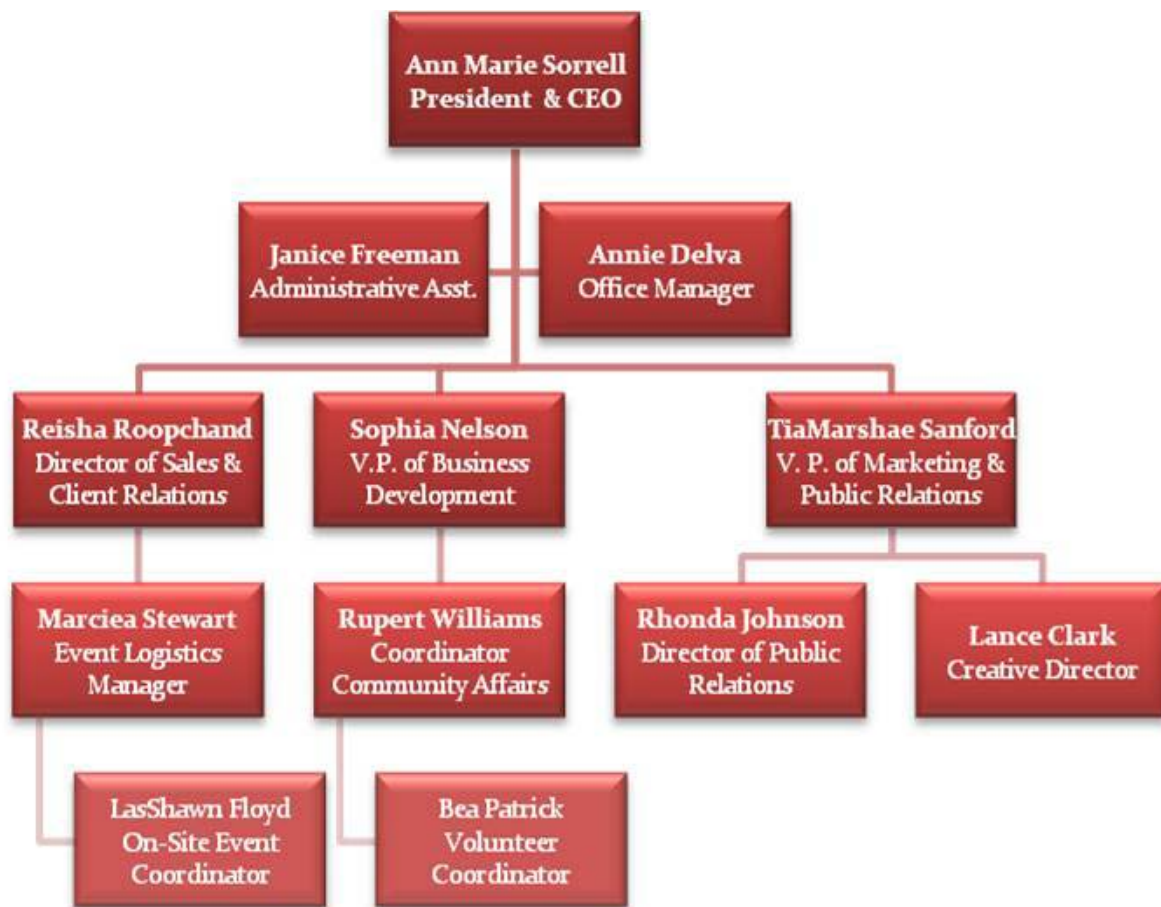 Ann Marie Sorrell
President & CEO
Janice Freeman
Administrative Asst.
Annie Delva
Office Manager
Reisha Roopchand
Director of Sales &
Client Relations
Sophia Nelson
V.P. of Business
Development
TiaMarshae Sanford
V. P. of Marketing &
Public Relations
Marciea Stewart
Event Logistics
Manager
Rupert Williams
Coordinator
Community Affairs
Rhonda Johnson
Director of Public
Relations
Lance Clark
Creative Director
LasShawn Floyd
On-Site Event
Coordinator
Bea Patrick
Volunteer
Coordinator